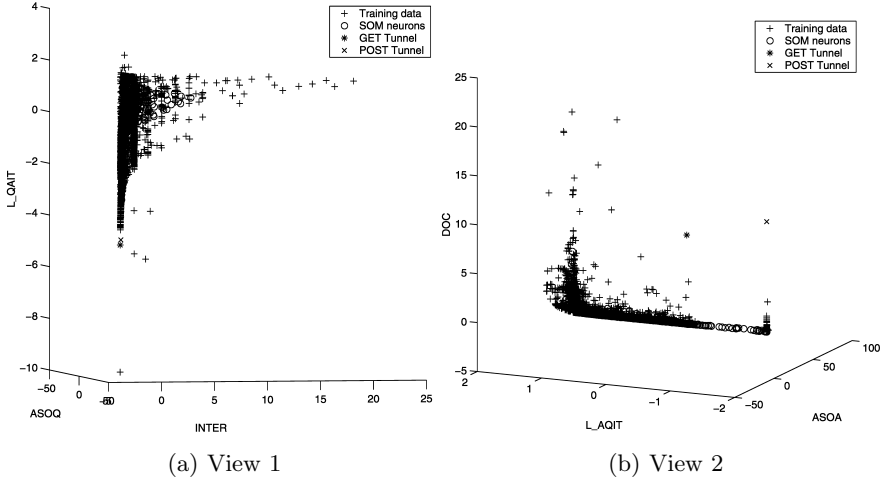 Training data
SOM neurons
GET Tunnel
POST Tunnel
4
2
0
−2
−4
−6
−8
−10
L_QAIT
−50
0
50
ASOQ
−5
0
5
10
15
20
25
INTER
(a) View 1
Training data
SOM neurons
GET Tunnel
POST Tunnel
25
20
15
10
5
0
−5
DOC
2
1
0
−1
−2
L_AQIT
−50
0
50
100
ASOA
(b) View 2